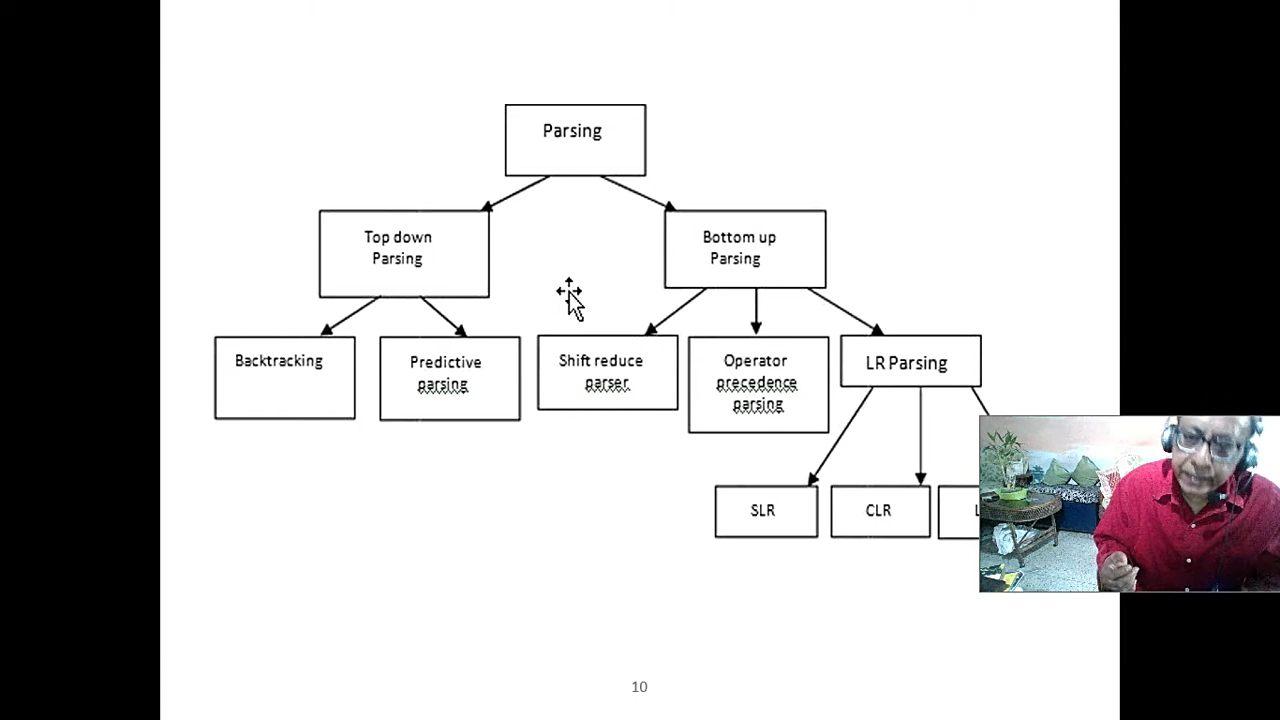 Parsing
Top down
Parsing
Bottom up
Parsing
Backtracking
Predictive
parsing
Shift reduce
parser
Operator
precedence
parsing
LR Parsing
SLR
CLR
10